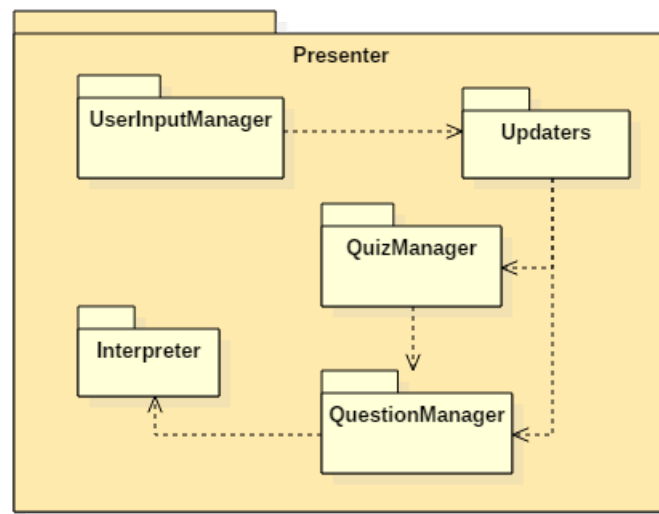 Presenter
UserInputManager
Updaters
QuizManager
Interpreter
QuestionManager